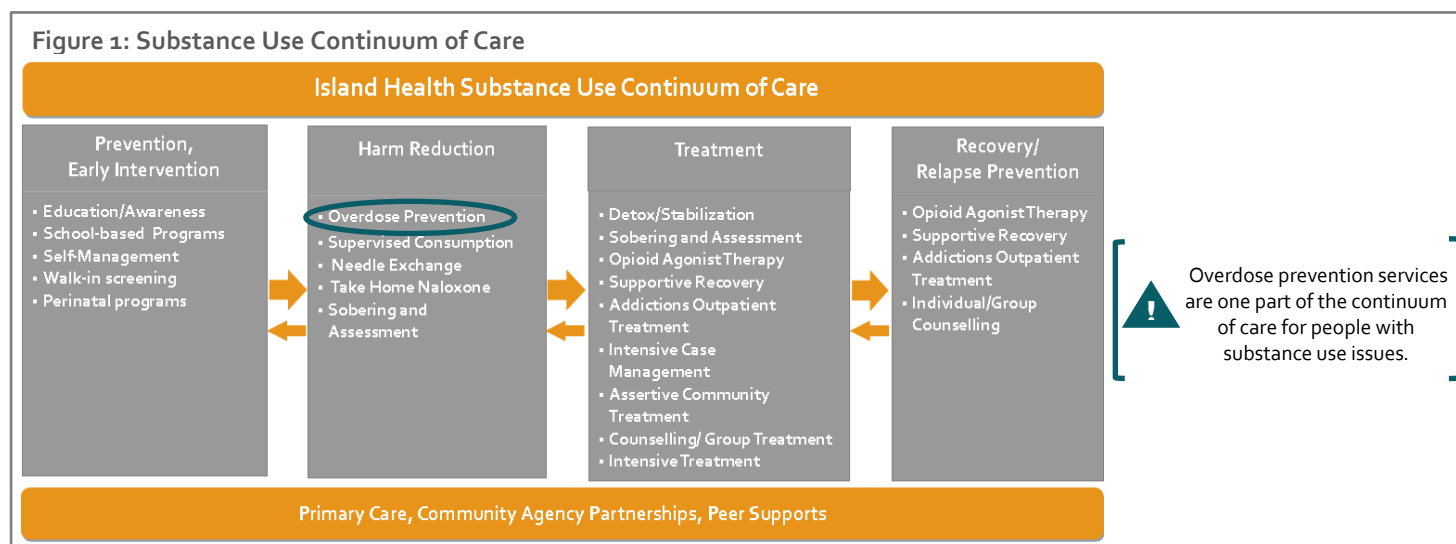 Figure 1: Substance Use Continuum of Care
Island Health Substance Use Continuum of Care
Prevention,
Early Intervention
▪ Education/Awareness
▪ School-based Programs
▪ Self-Management
▪ Walk-in screening
▪ Perinatal programs
Harm Reduction
▪ Overdose Prevention
▪ Supervised Consumption
▪ Needle Exchange
▪ Take Home Naloxone
▪ Sobering and
Assessment
Treatment
▪ Detox/Stabilization
▪ Sobering and Assessment
▪ Opioid Agonist Therapy
▪ Supportive Recovery
▪ Addictions Outpatient
Treatment
▪ Intensive Case
Management
▪ Assertive Community
Treatment
▪ Counselling/ Group Treatment
▪ Intensive Treatment
Recovery/
Relapse Prevention
▪ Opioid Agonist Therapy
▪ Supportive Recovery
▪ Addictions Outpatient
Treatment
▪ Individual/Group
Counselling
!
Overdose prevention services
are one part of the continuum
of care for people with
substance use issues.
Primary Care, Community Agency Partnerships, Peer Supports